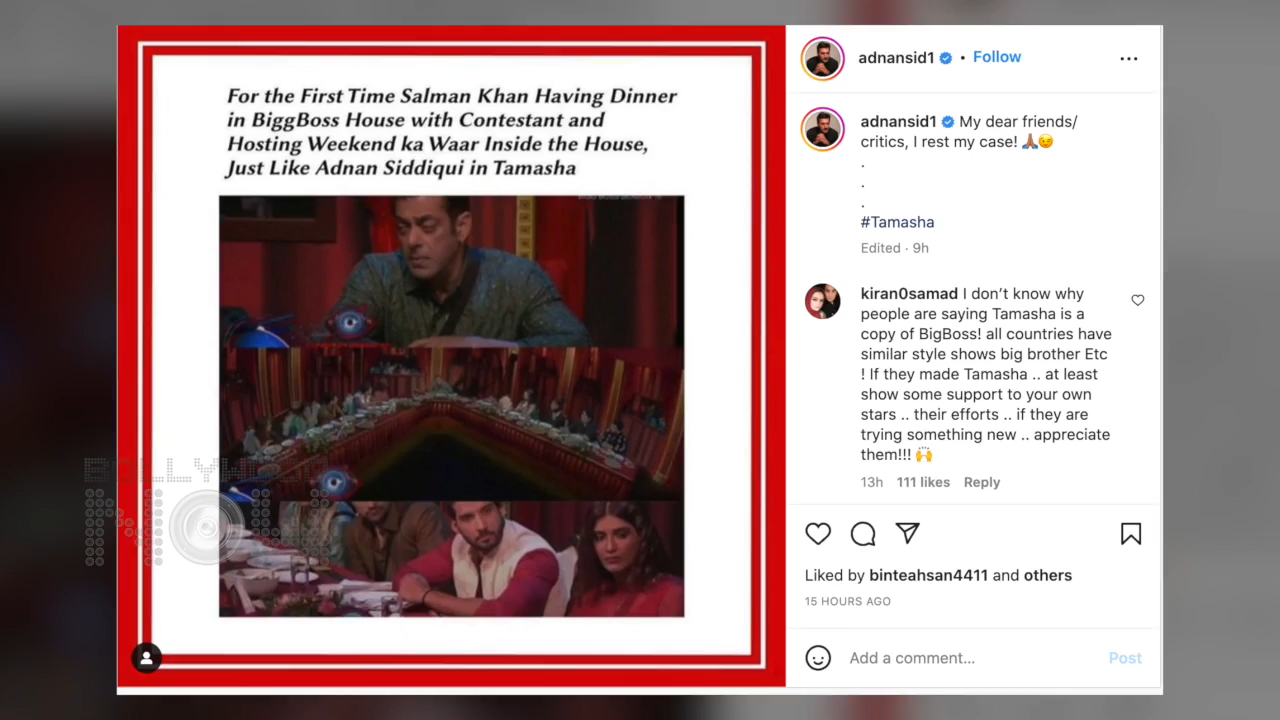 For the First Time Salman Khan Having Dinner
in BiggBoss House with Contestant and
Hosting Weekend ka Waar Inside the House,
Just Like Adnan Siddiqui in Tamasha
BOLLYWOOD
NOW
adnansid1 • Follow
adnansid1 My dear friends/
critics, I rest my case! 🙏🏽😉
.
.
.
#Tamasha
Edited · 9h
kiran0samad I don’t know why
people are saying Tamasha is a
copy of BigBoss! all countries have
similar style shows big brother Etc
! If they made Tamasha .. at least
show some support to your own
stars .. their efforts .. if they are
trying something new .. appreciate
them!!! 🙌
13h 111 likes Reply
Liked by binteahsan4411 and others
15 HOURS AGO
Add a comment...
Post